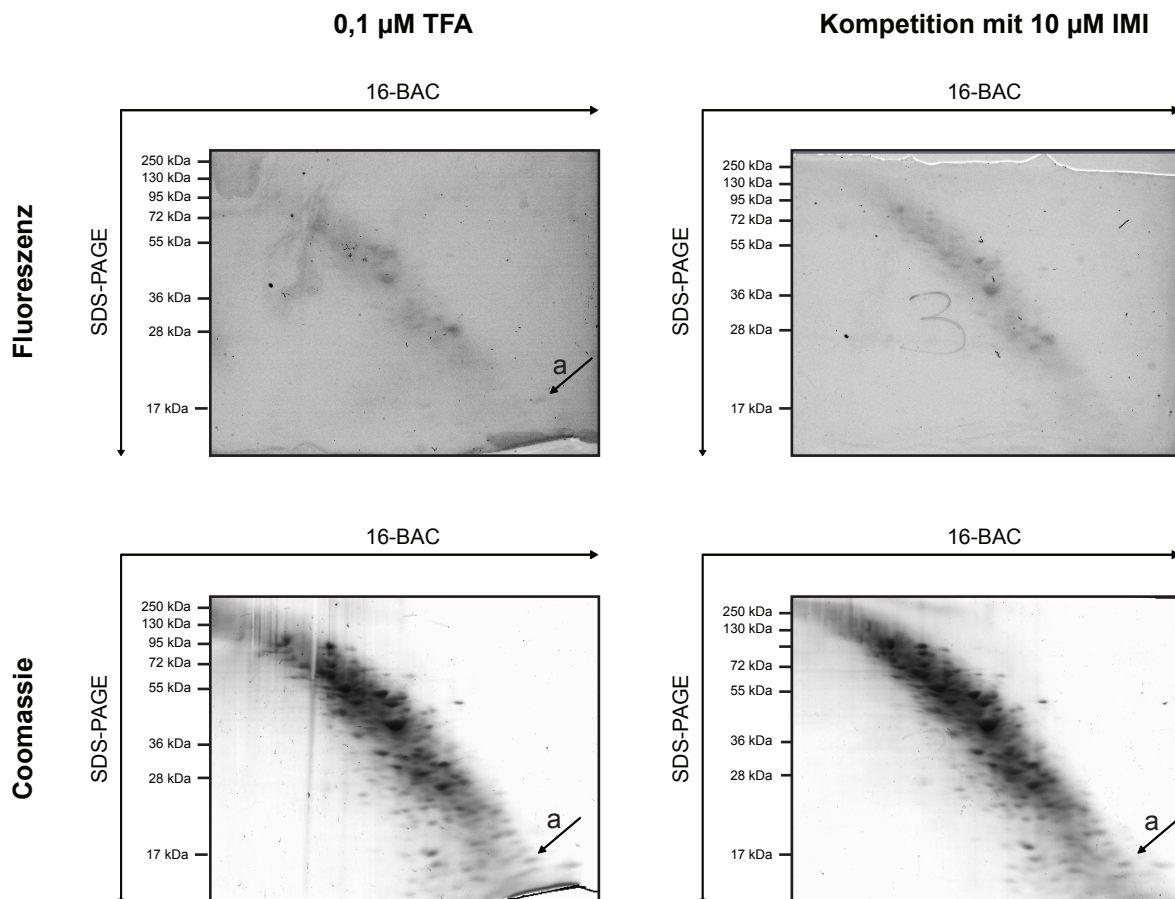 0,1 µM TFA
Kompetition mit 10 µM IMI
Fluoreszenz
16-BAC
SDS-PAGE
250 kDa
130 kDa
95 kDa
72 kDa
55 kDa
36 kDa
28 kDa
17 kDa
a
16-BAC
SDS-PAGE
250 kDa
130 kDa
95 kDa
72 kDa
55 kDa
36 kDa
28 kDa
17 kDa
3
Coomassie
16-BAC
SDS-PAGE
250 kDa
130 kDa
95 kDa
72 kDa
55 kDa
36 kDa
28 kDa
17 kDa
a
16-BAC
SDS-PAGE
250 kDa
130 kDa
72 kDa
55 kDa
36 kDa
28 kDa
17 kDa
a